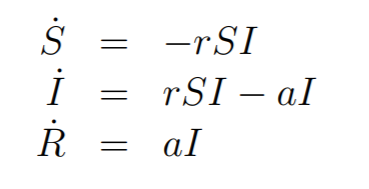 Ṡ = −rSI
İ = rSI − aI
Ṙ = aI